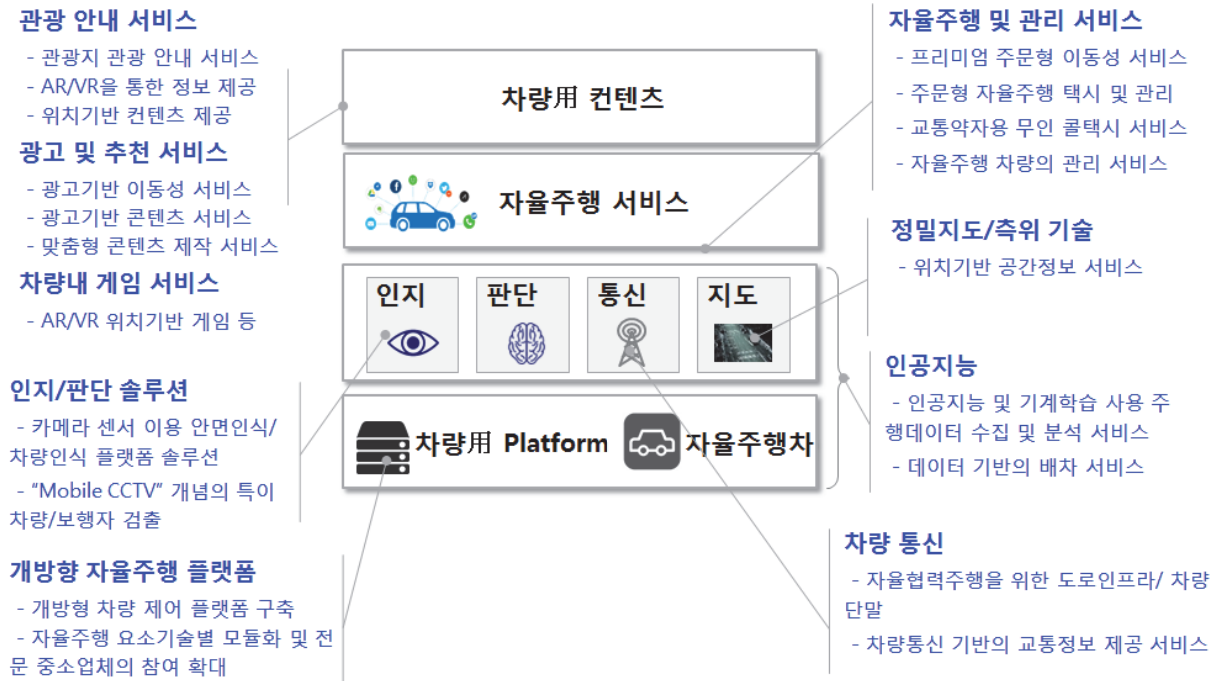 관광 안내 서비스
- 관광지 관광 안내 서비스
- AR/VR을 통한 정보 제공
- 위치기반 컨텐츠 제공
광고 및 추천 서비스
- 광고기반 이동성 서비스
- 광고기반 콘텐츠 서비스
- 맞춤형 콘텐츠 제작 서비스
차량내 게임 서비스
- AR/VR 위치기반 게임 등
인지/판단 솔루션
- 카메라 센서 이용 안면인식/
차량인식 플랫폼 솔루션
- “Mobile CCTV” 개념의 특이
차량/보행자 검출
개방향 자율주행 플랫폼
- 개방형 차량 제어 플랫폼 구축
- 자율주행 요소기술별 모듈화 및 전
문 중소업체의 참여 확대
차량用 컨텐츠
자율주행 서비스
인지
판단
통신
지도
차량用 Platform
자율주행차
자율주행 및 관리 서비스
- 프리미엄 주문형 이동성 서비스
- 주문형 자율주행 택시 및 관리
- 교통약자용 무인 콜택시 서비스
- 자율주행 차량의 관리 서비스
정밀지도/측위 기술
- 위치기반 공간정보 서비스
인공지능
- 인공지능 및 기계학습 사용 주
행데이터 수집 및 분석 서비스
- 데이터 기반의 배차 서비스
차량 통신
- 자율협력주행을 위한 도로인프라/ 차량
단말
- 차량통신 기반의 교통정보 제공 서비스